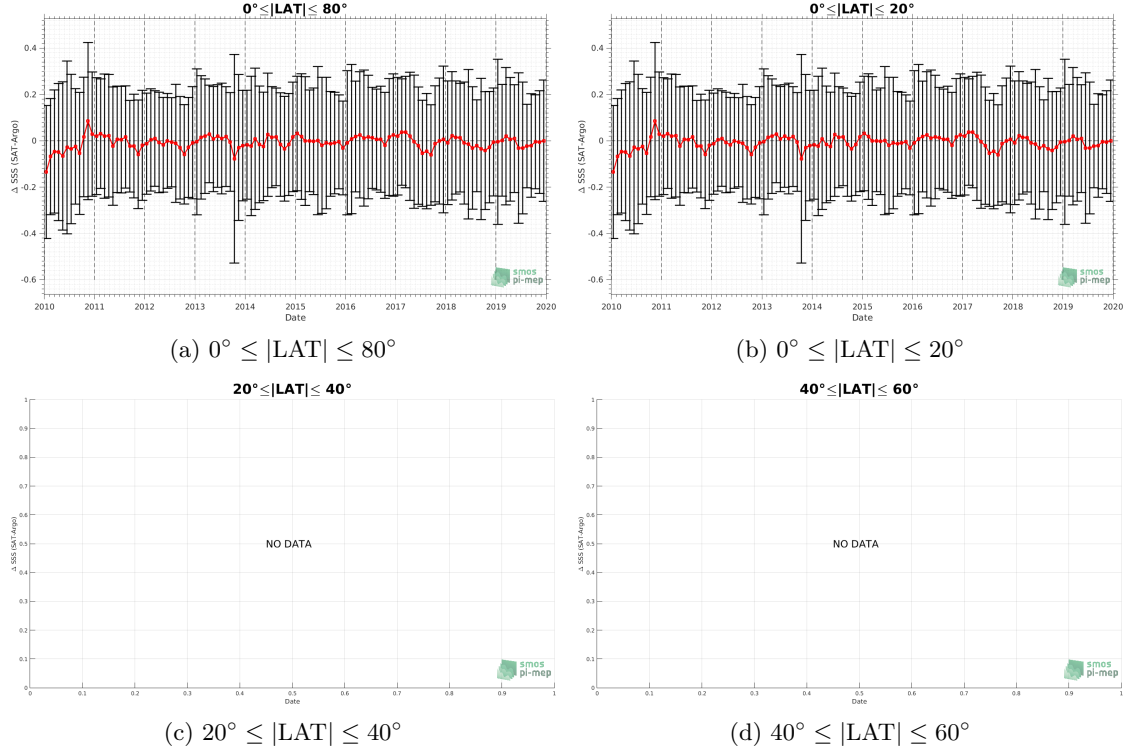 0°≤|LAT|≤ 80°
Δ SSS (SAT-Argo)
0.4
0.2
0
-0.2
-0.4
-0.6
2010 2011 2012 2013 2014 2015 2016 2017 2018 2019 2020
Date
smos
pi-mep
(a) 0° ≤ |LAT| ≤ 80°
0°≤|LAT|≤ 20°
Δ SSS (SAT-Argo)
0.4
0.2
0
-0.2
-0.4
-0.6
2010 2011 2012 2013 2014 2015 2016 2017 2018 2019 2020
Date
smos
pi-mep
(b) 0° ≤ |LAT| ≤ 20°
20°≤|LAT|≤ 40°
Δ SSS (SAT-Argo)
1
0.9
0.8
0.7
0.6
0.5
0.4
0.3
0.2
0.1
0
NO DATA
0 0.1 0.2 0.3 0.4 0.5 0.6 0.7 0.8 0.9 1
Date
smos
pi-mep
(c) 20° ≤ |LAT| ≤ 40°
40°≤|LAT|≤ 60°
Δ SSS (SAT-Argo)
1
0.9
0.8
0.7
0.6
0.5
0.4
0.3
0.2
0.1
0
NO DATA
0 0.1 0.2 0.3 0.4 0.5 0.6 0.7 0.8 0.9 1
Date
smos
pi-mep
(d) 40° ≤ |LAT| ≤ 60°